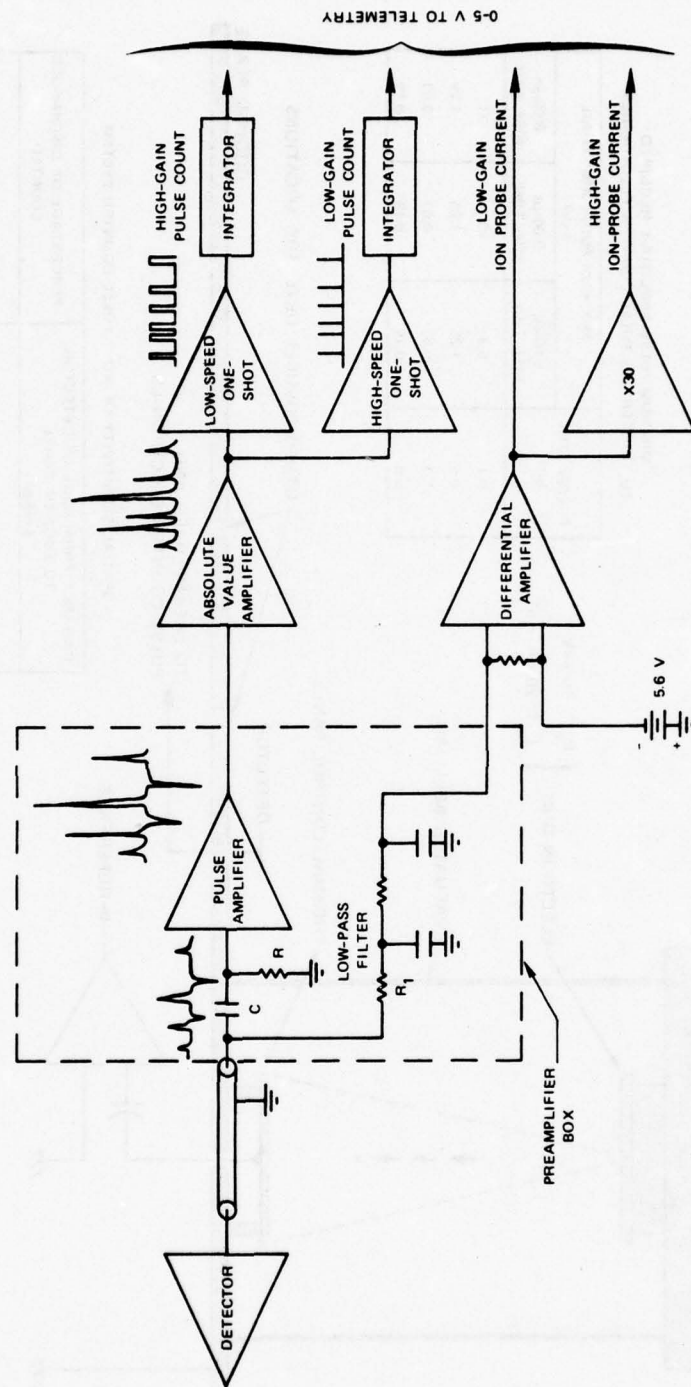 DETECTOR
C
R
PULSE
AMPLIFIER
R1
LOW-PASS
FILTER
PREAMPLIFIER
BOX
ABSOLUTE
VALUE
AMPLIFIER
LOW-SPEED
ONE-
SHOT
HIGH-GAIN
PULSE COUNT
INTEGRATOR
HIGH-SPEED
ONE-
SHOT
LOW-GAIN
PULSE COUNT
INTEGRATOR
-
+
5.6 V
DIFFERENTIAL
AMPLIFIER
LOW-GAIN
ION PROBE CURRENT
X30
HIGH-GAIN
ION-PROBE CURRENT
0-5 V TO TELEMETRY